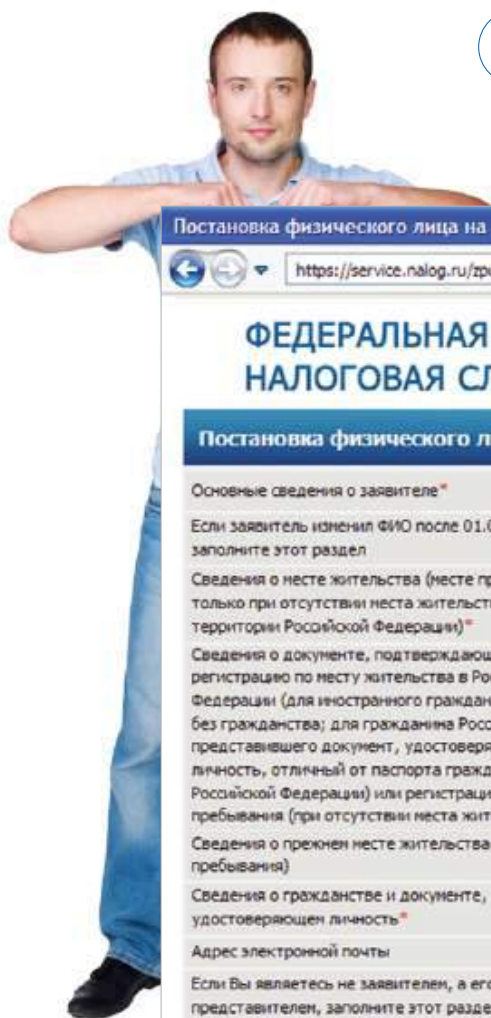 Постановка физического лица на
https://service.nalog.ru/zp
ФЕДЕРАЛЬНАЯ
НАЛОГОВАЯ СЛ
Постановка физического л
Основные сведения о заявителе*
Если заявитель изменил ФИО после 01.0
заполните этот раздел
Сведения о месте жительства (месте пр
только при отсутствии места жительст
территории Российской Федерации)*
Сведения о документе, подтверждающ
регистрацию по месту жительства в Ро
Федерации (для иностранного граждан
без гражданства; для гражданина Росс
представившего документ, удостоверя
личность, отличный от паспорта гражд
Российской Федерации) или регистраци
пребывания (при отсутствии места жит
Сведения о прежнем месте жительства
пребывания)
Сведения о гражданстве и документе,
удостоверяющем личность*
Адрес электронной почты
Если Вы являетесь не заявителем, а его
представителем, заполните этот разде